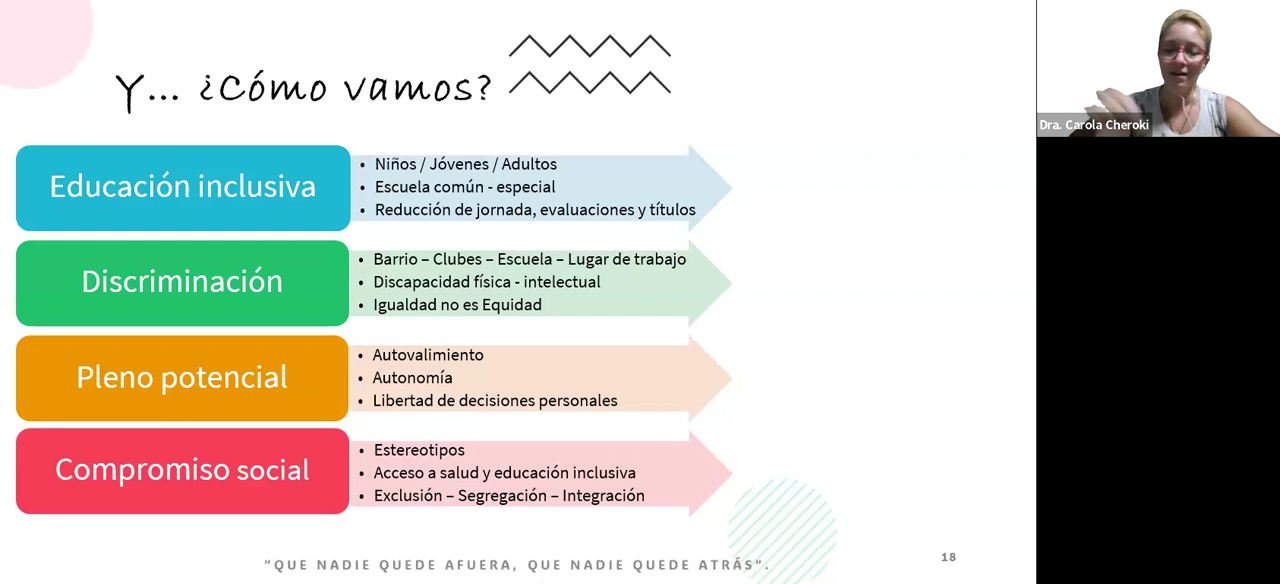 Y... ¿Cómo vamos?
Dra. Carola Cheroki
Educación inclusiva
• Niños / Jóvenes / Adultos
• Escuela común - especial
• Reducción de jornada, evaluaciones y títulos
Discriminación
• Barrio – Clubes – Escuela – Lugar de trabajo
• Discapacidad física - intelectual
• Igualdad no es Equidad
Pleno potencial
• Autovalimiento
• Autonomía
• Libertad de decisiones personales
Compromiso social
• Estereotipos
• Acceso a salud y educación inclusiva
• Exclusión – Segregación – Integración
"QUE NADIE QUEDE AFUERA, QUE NADIE QUEDE ATRÁS".
18